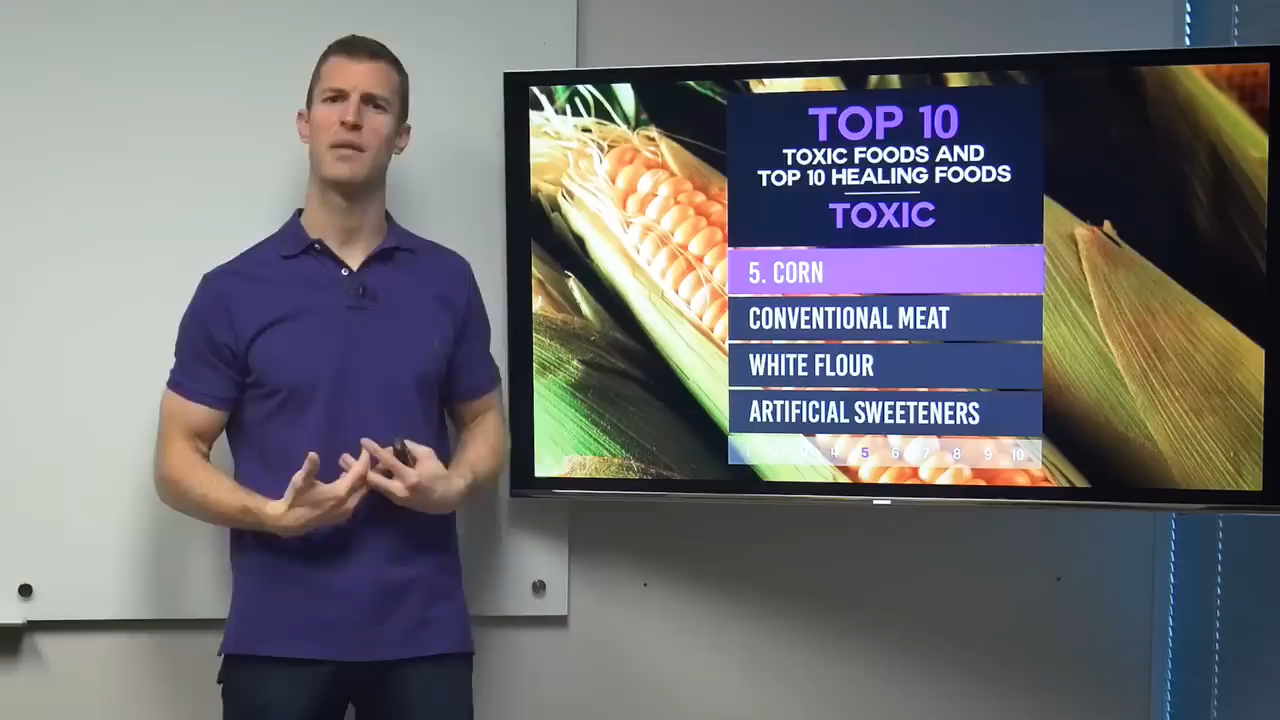 TOP 10
TOXIC FOODS AND
TOP 10 HEALING FOODS
TOXIC
5. CORN
CONVENTIONAL MEAT
WHITE FLOUR
ARTIFICIAL SWEETENERS
4 5 6 7 8 9 10